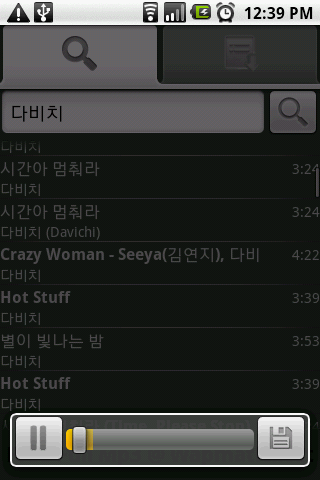 12:39 PM
다비치
다비치
시간아 멈춰라
3:24
다비치
시간아 멈춰라
3:24
다비치 (Davichi)
Crazy Woman - Seeya(김연지), 다비
4:22
다비치
Hot Stuff
3:39
다비치
별이 빛나는 밤
3:53
다비치
Hot Stuff
3:39
다비치